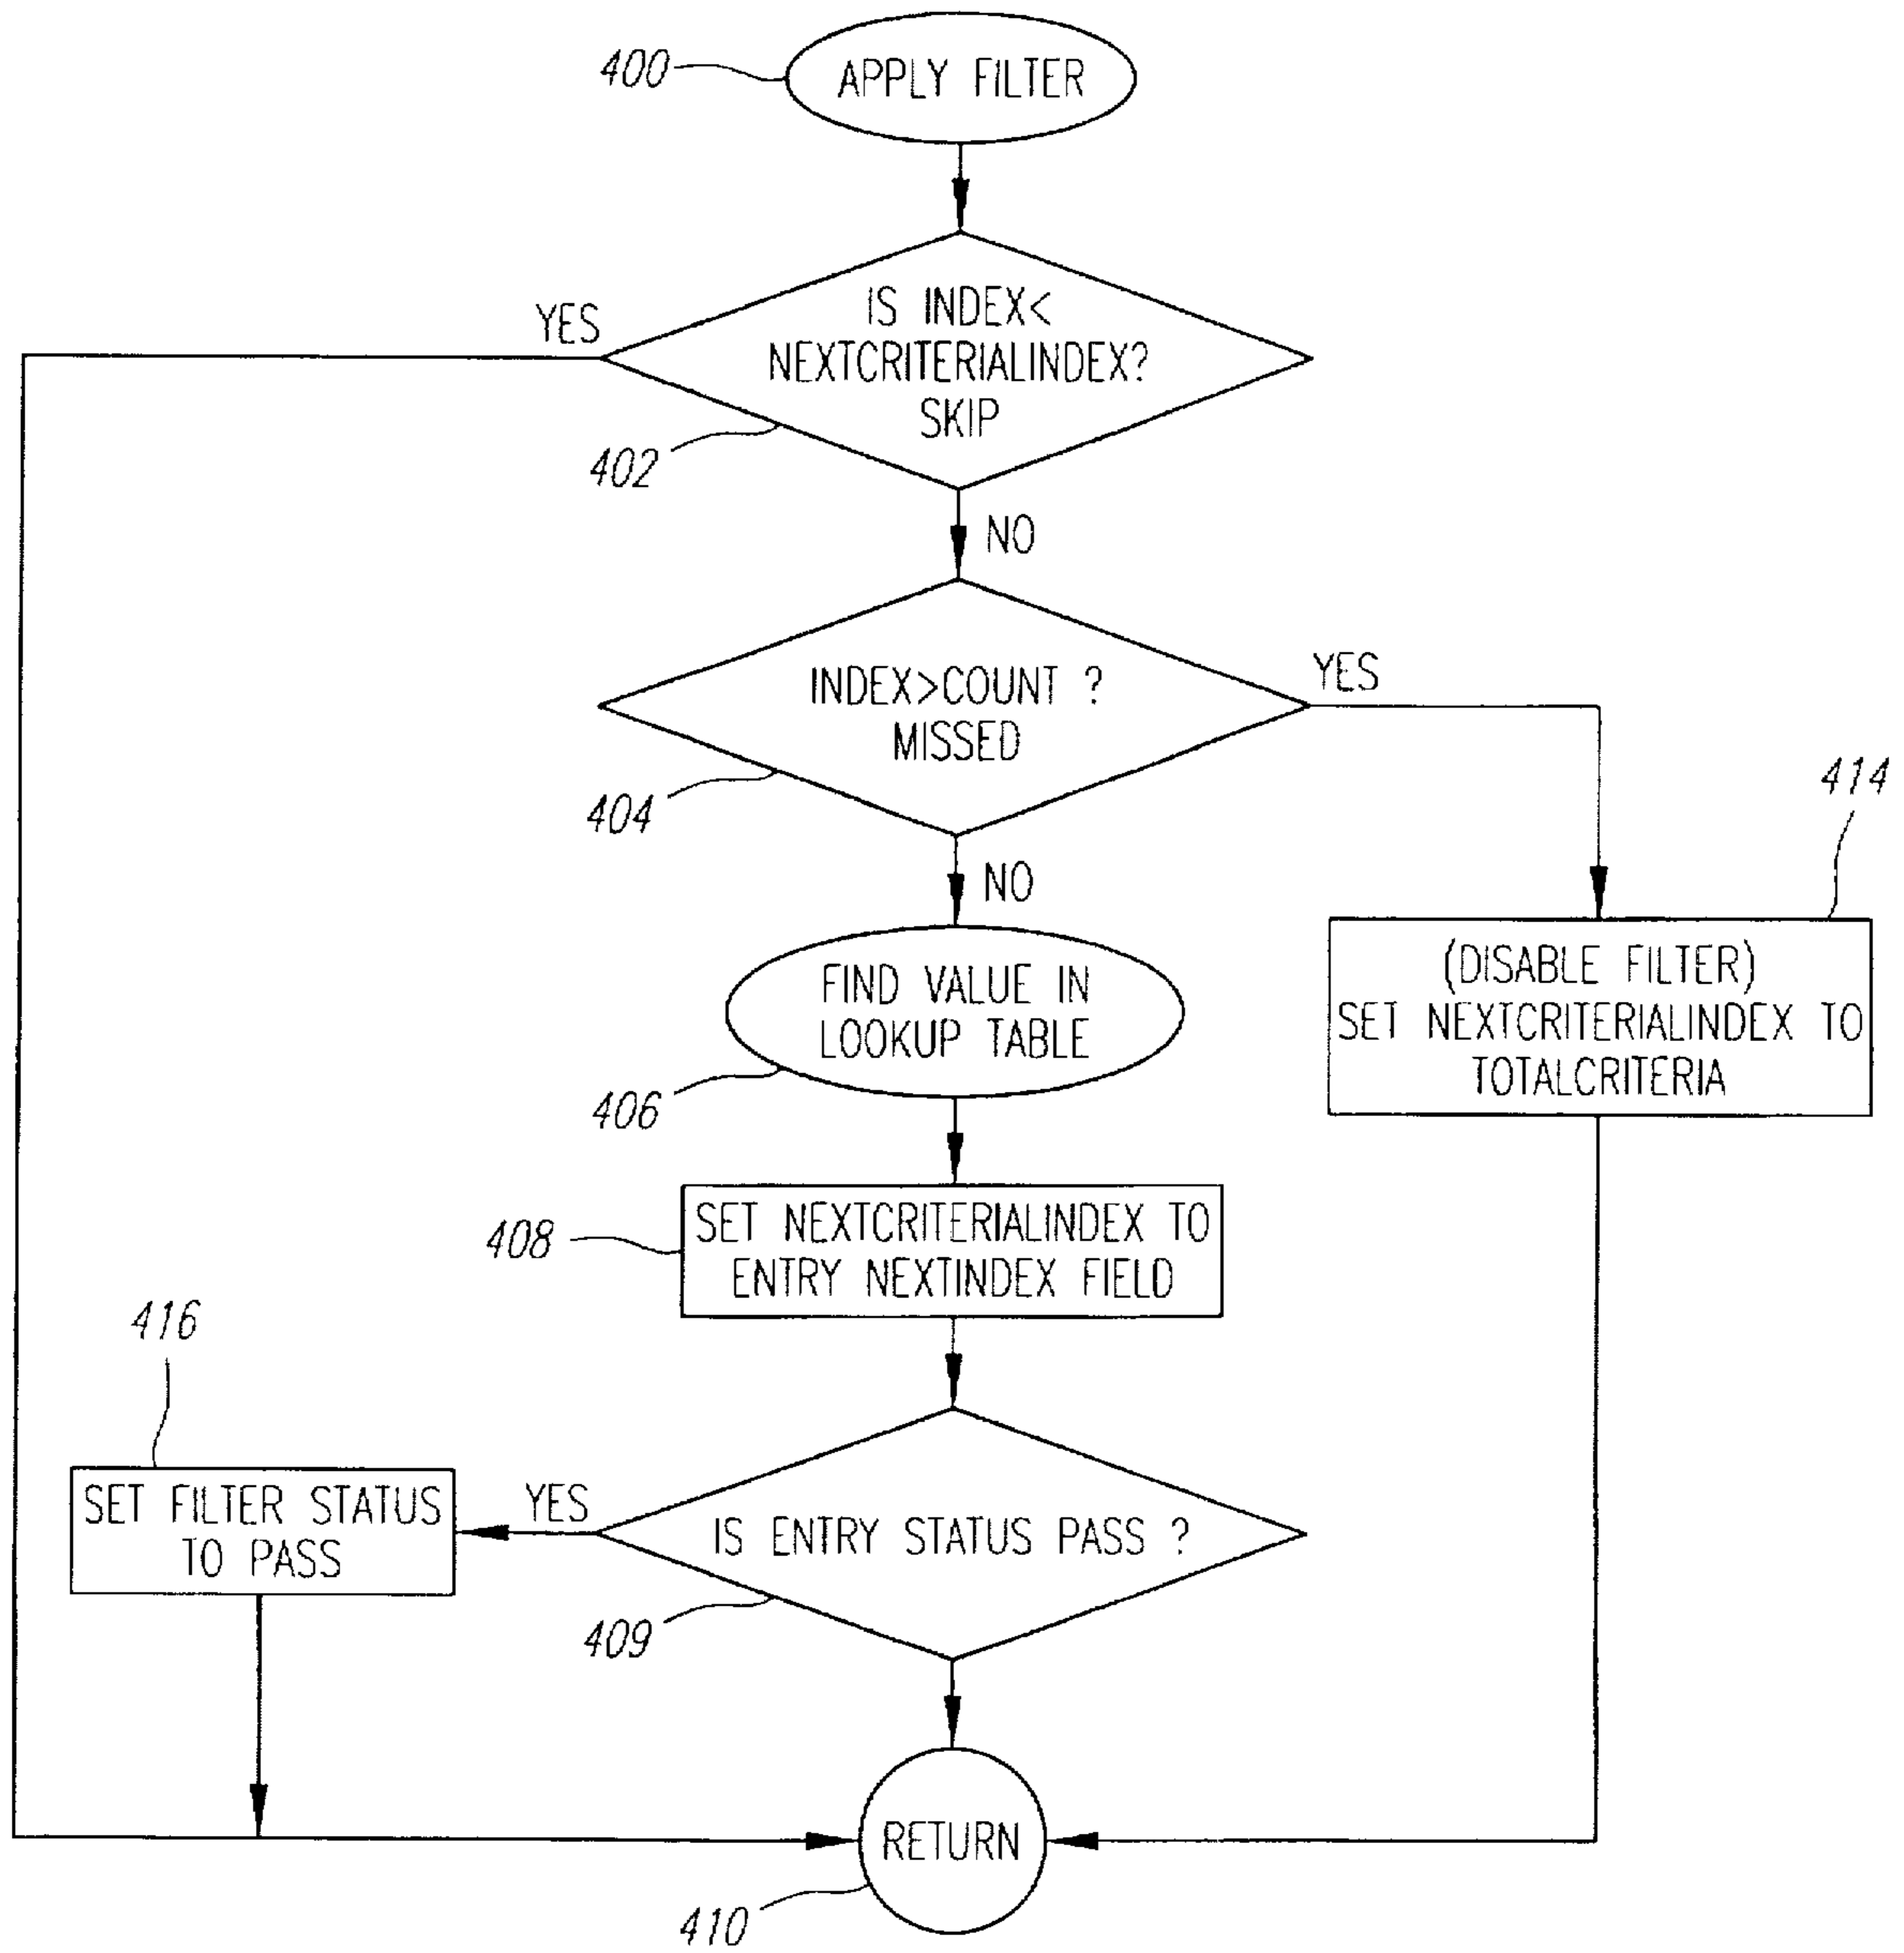 400
APPLY FILTER
IS INDEX<
NEXTCRITERIALINDEX?
SKIP
YES
402
NO
INDEX>COUNT ?
MISSED
YES
404
414
NO
FIND VALUE IN
LOOKUP TABLE
406
(DISABLE FILTER)
SET NEXTCRITERIALINDEX TO
TOTALCRITERIA
408
SET NEXTCRITERIALINDEX TO
ENTRY NEXTINDEX FIELD
416
SET FILTER STATUS
TO PASS
YES
IS ENTRY STATUS PASS ?
409
RETURN
410